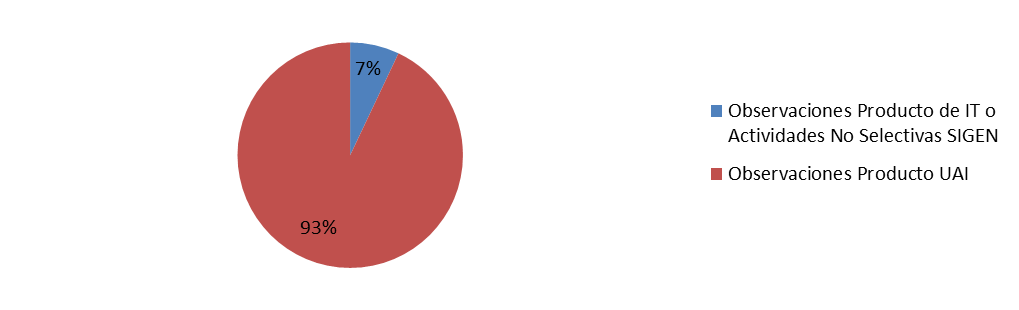 7%
93%
Observaciones Producto de IT o
Actividades No Selectivas SIGEN
Observaciones Producto UAI